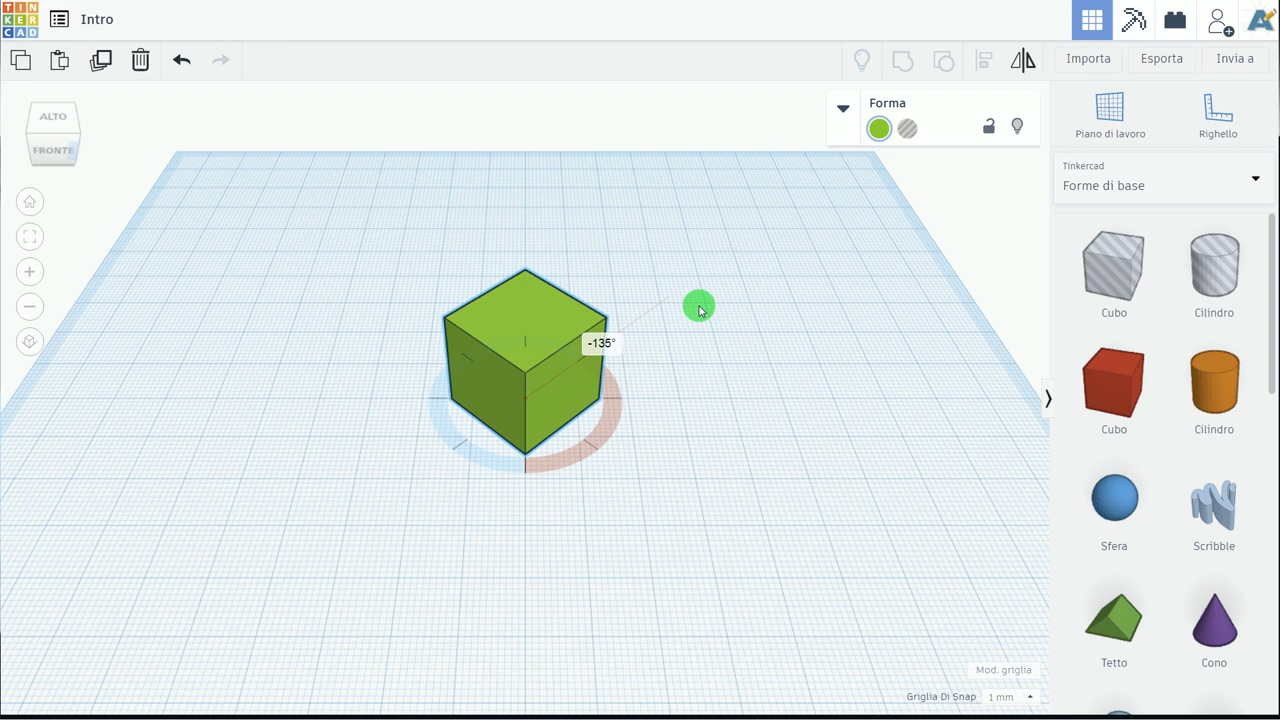 TIN
KER
CAD
Intro
Importa
Esporta
Invia a
ALTO
FRONTE
Forma
Piano di lavoro
Righello
Tinkercad
Forme di base
Cubo
Cilindro
-135°
Cubo
Cilindro
Sfera
Scribble
Tetto
Cono
Mod. griglia
Griglia Di Snap
1 mm